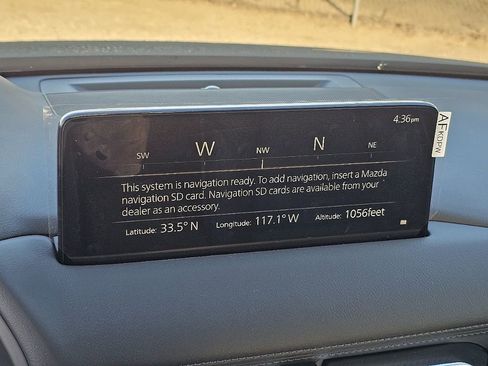 4:36pm
SW W NW N NE
This system is navigation ready. To add navigation, insert a Mazda
navigation SD card. Navigation SD cards are available from your
dealer as an accessory.
Latitude: 33.5° N Longitude: 117.1° W Altitude: 1056feet
AFKDPW